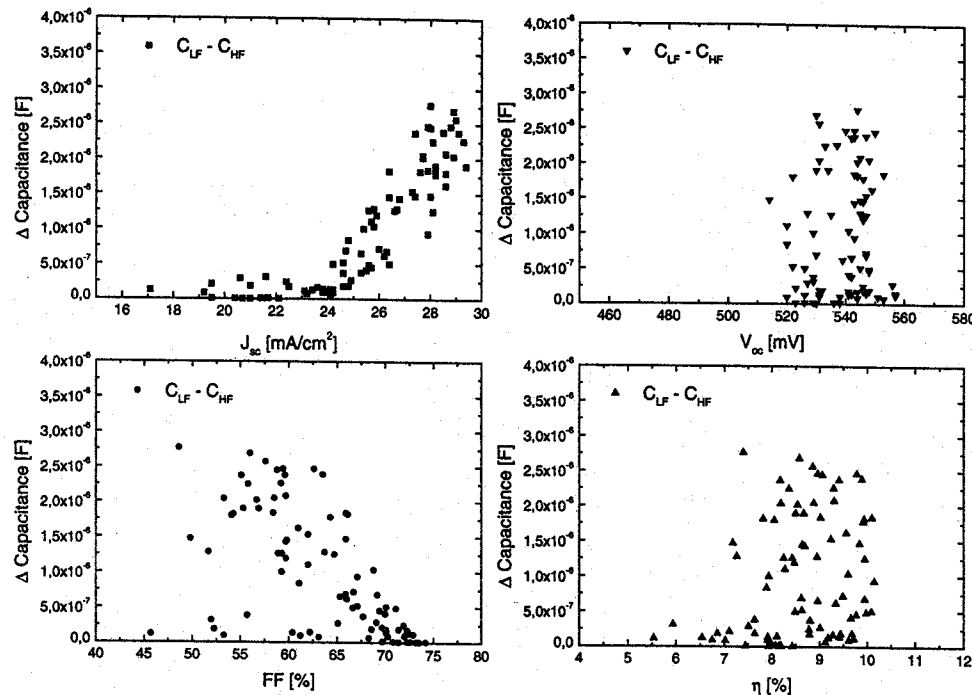 4,0x10⁻⁶
3,5x10⁻⁶
3,0x10⁻⁶
2,5x10⁻⁶
2,0x10⁻⁶
1,5x10⁻⁶
1,0x10⁻⁶
5,0x10⁻⁷
0,0
Δ Capacitance [F]
C_LF - C_HF
16 18 20 22 24 26 28 30
J_sc [mA/cm²]
4,0x10⁻⁶
3,5x10⁻⁶
3,0x10⁻⁶
2,5x10⁻⁶
2,0x10⁻⁶
1,5x10⁻⁶
1,0x10⁻⁶
5,0x10⁻⁷
0,0
Δ Capacitance [F]
C_LF - C_HF
460 480 500 520 540 560 580
V_oc [mV]
4,0x10⁻⁶
3,5x10⁻⁶
3,0x10⁻⁶
2,5x10⁻⁶
2,0x10⁻⁶
1,5x10⁻⁶
1,0x10⁻⁶
5,0x10⁻⁷
0,0
Δ Capacitance [F]
C_LF - C_HF
40 45 50 55 60 65 70 75 80
FF [%]
4,0x10⁻⁶
3,5x10⁻⁶
3,0x10⁻⁶
2,5x10⁻⁶
2,0x10⁻⁶
1,5x10⁻⁶
1,0x10⁻⁶
5,0x10⁻⁷
0,0
Δ Capacitance [F]
C_LF - C_HF
4 5 6 7 8 9 10 11 12
η [%]